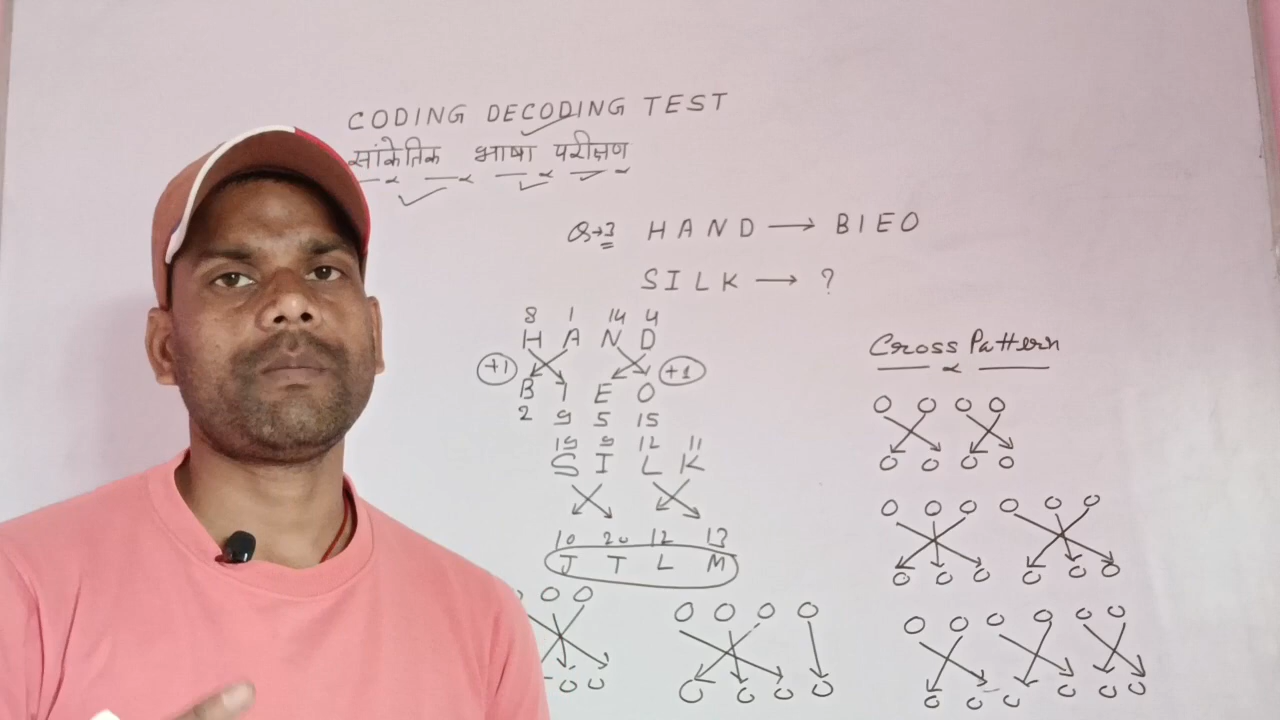 CODING DECODING TEST
सांकेतिक भाषा परीक्षण
Q→3 HAND → BIEO
SILK → ?
8 1 14 4
H A N D
+1 +1
B I E O
2 9 5 15
19 9 12 11
S I L K
10 20 12 13
J T L M
Cross Pattern